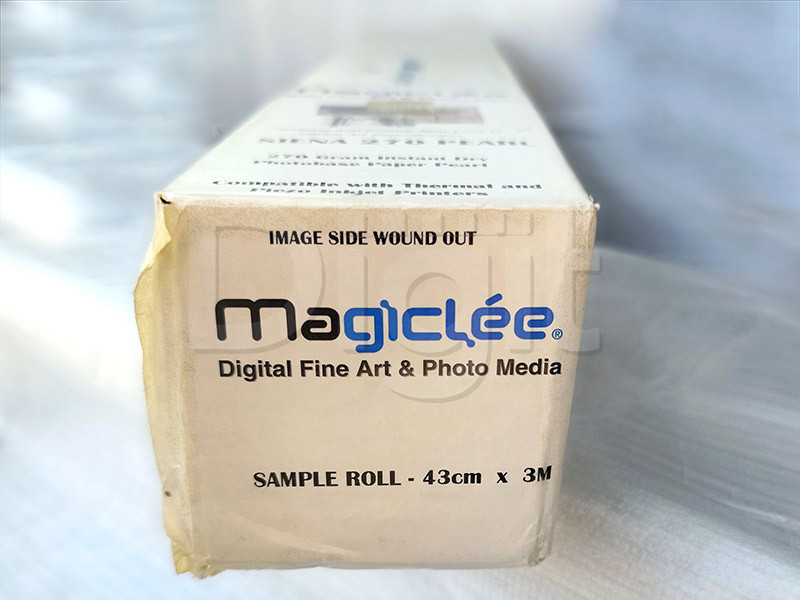 SIENA 270 PEARL
270 Gram Instant Dry
Photobase Paper Pearl
Compatible with Thermal and
Piezo Inkjet Printers
IMAGE SIDE WOUND OUT
Magiclée®
Digital Fine Art & Photo Media
SAMPLE ROLL - 43cm x 3M
Digit